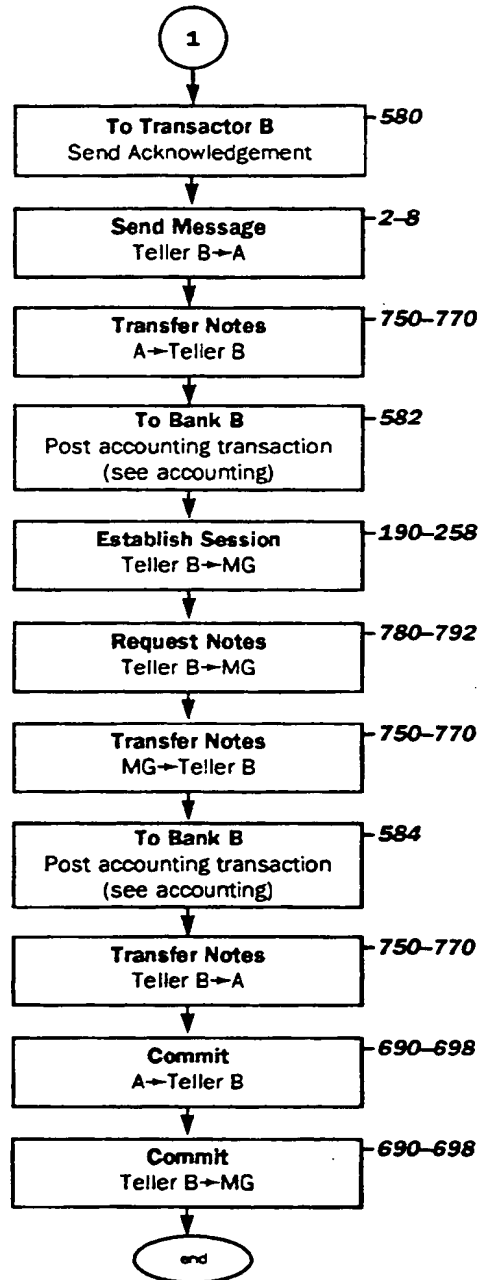 1
To Transactor B
Send Acknowledgement
580
Send Message
Teller B→A
2–8
Transfer Notes
A→Teller B
750–770
To Bank B
Post accounting transaction
(see accounting)
582
Establish Session
Teller B→MG
190–258
Request Notes
Teller B→MG
780–792
Transfer Notes
MG→Teller B
750–770
To Bank B
Post accounting transaction
(see accounting)
584
Transfer Notes
Teller B→A
750–770
Commit
A→Teller B
690–698
Commit
Teller B→MG
690–698
end